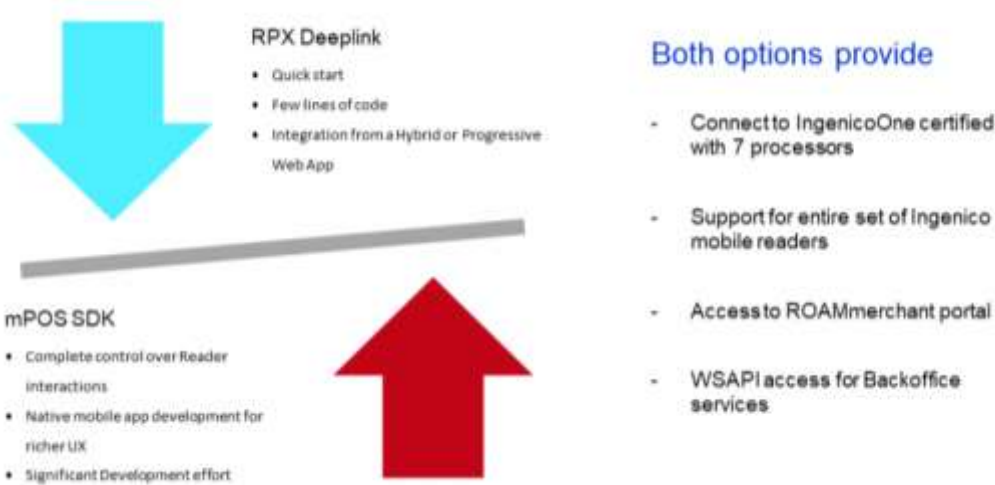 RPX Deeplink
• Quick start
• Few lines of code
• Integration from a Hybrid or Progressive
Web App
mPOS SDK
• Complete control over Reader
interactions
• Native mobile app development for
richer UX
• Significant Development effort
Both options provide
- Connect to IngenicoOne certified
with 7 processors
- Support for entire set of Ingenico
mobile readers
- Access to ROAMmerchant portal
- WSAPI access for Backoffice
services